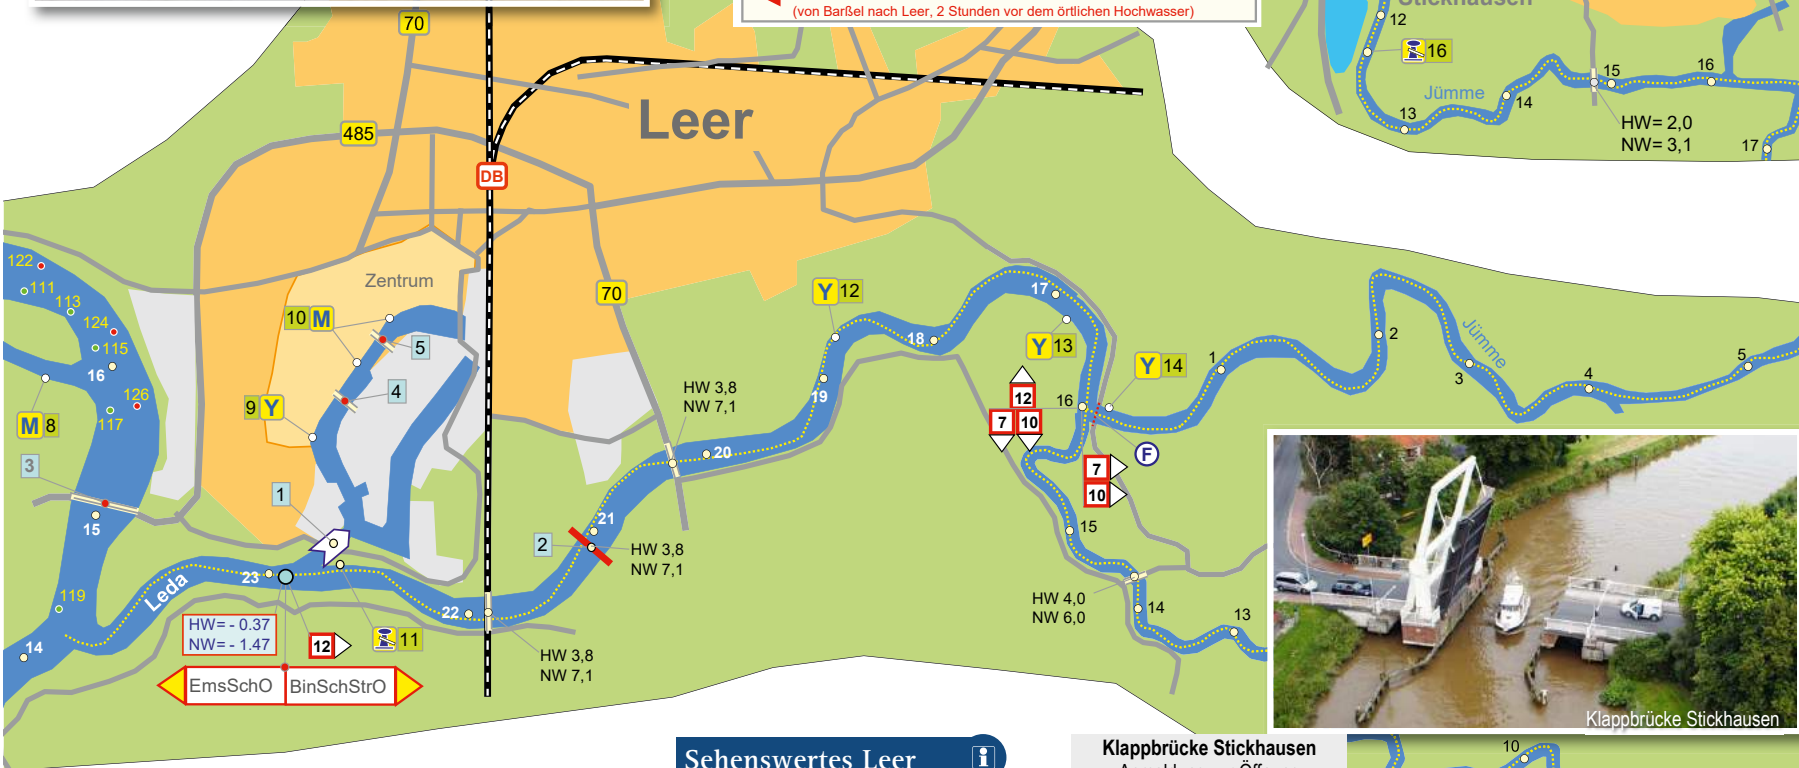 (von Barßel nach Leer, 2 Stunden vor dem örtlichen Hochwasser)
Stickhausen
12
16
Jümme
13
14
15
16
17
HW= 2,0
NW= 3,1
70
485
Leer
DB
Zentrum
70
122
111
113
124
115
16
126
117
M 8
3
15
119
14
10 M
5
4
9 Y
1
Leda
23
HW= - 0.37
NW= - 1.47
12
11
EmsSchO
BinSchStrO
22
HW 3,8
NW 7,1
2
21
HW 3,8
NW 7,1
HW 3,8
NW 7,1
20
19
Y 12
18
17
Y 13
Y 14
16
12
7
10
7
10
F
15
HW 4,0
NW 6,0
14
13
1
2
Jümme
3
4
5
Klappbrücke Stickhausen
Sehenswertes Leer
i
Klappbrücke Stickhausen
10